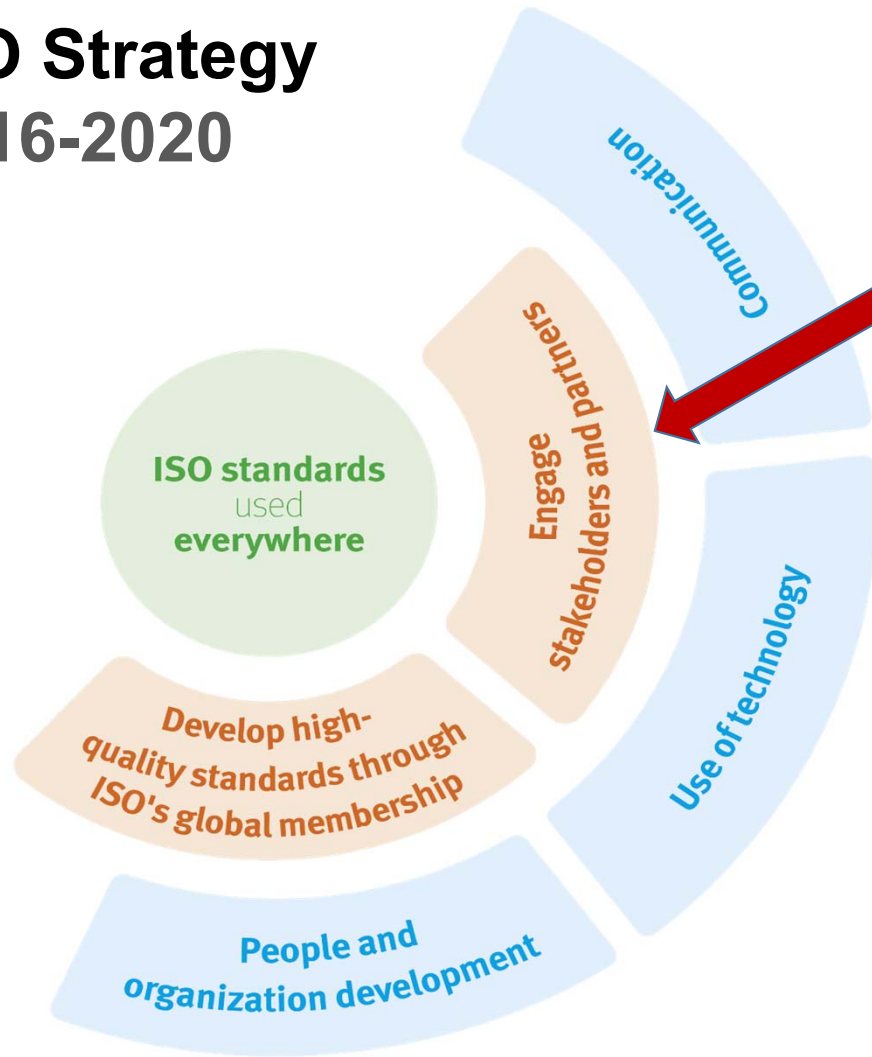 O Strategy
16-2020
Communication
Engage
stakeholders and partners
ISO standards
used
everywhere
Use of technology
Develop high-
quality standards through
ISO's global membership
People and
organization development